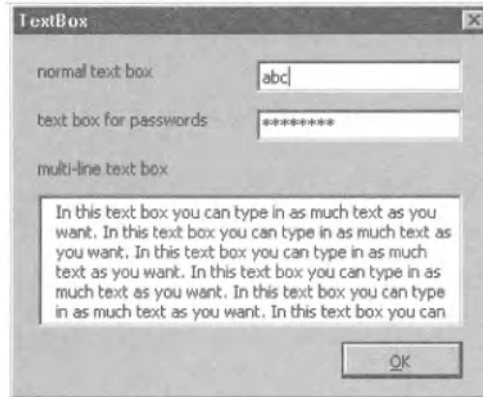 TextBox
normal text box
abc
text box for passwords
********
multi-line text box
In this text box you can type in as much text as you
want. In this text box you can type in as much text as
you want. In this text box you can type in as much
text as you want. In this text box you can type in as
much text as you want. In this text box you can type
in as much text as you want. In this text box you can
OK